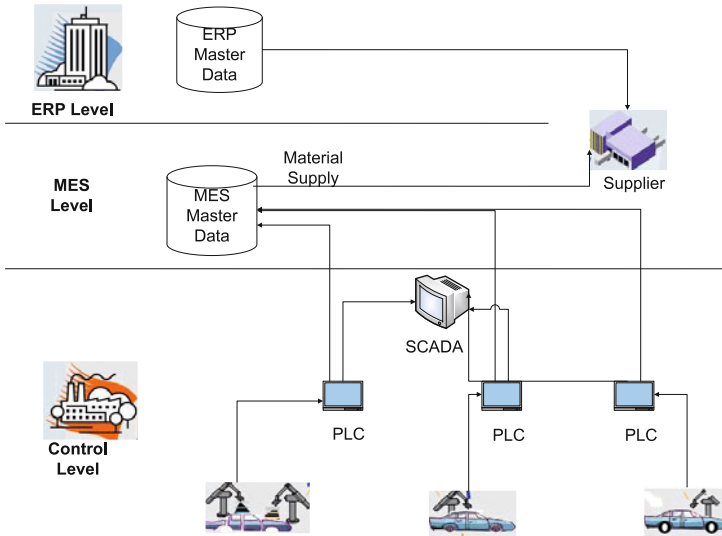 ERP
Master
Data
ERP Level
Material
Supply
Supplier
MES
Level
MES
Master
Data
SCADA
PLC
PLC
PLC
Control
Level